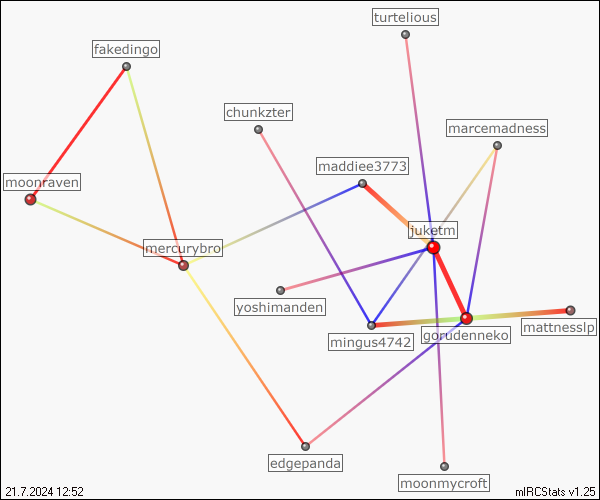 turtelious
fakedingo
chunkzter
marcemadness
maddiee3773
moonraven
juketm
mercurybro
yoshimanden
mattnesslp
gorudenneko
mingus4742
edgepanda
moonmycroft
21.7.2024 12:52
mIRCStats v1.25